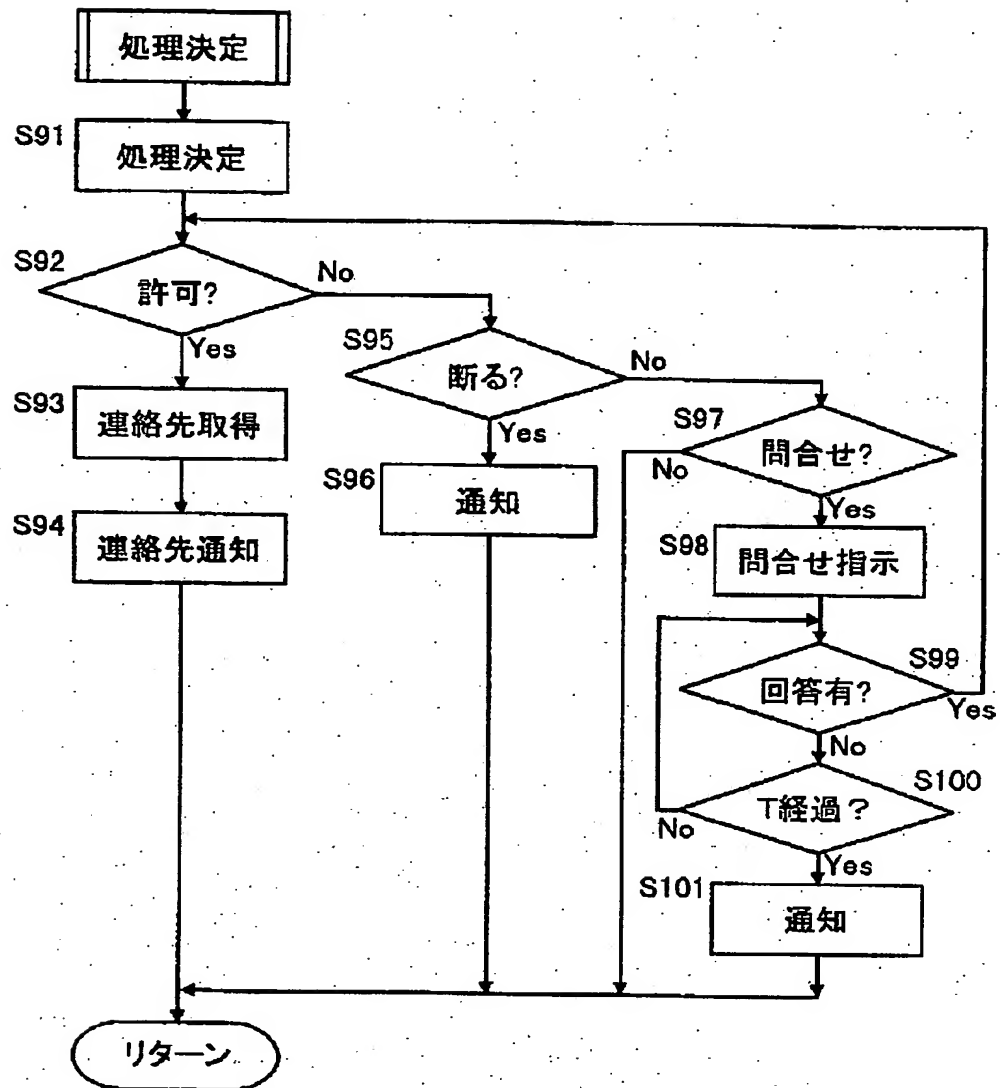 処理決定
S91
処理決定
S92
許可?
No
Yes
S93
連絡先取得
S94
連絡先通知
S95
断る?
No
Yes
S96
通知
S97
問合せ?
No
Yes
S98
問合せ指示
S99
回答有?
Yes
No
S100
T経過?
No
Yes
S101
通知
リターン